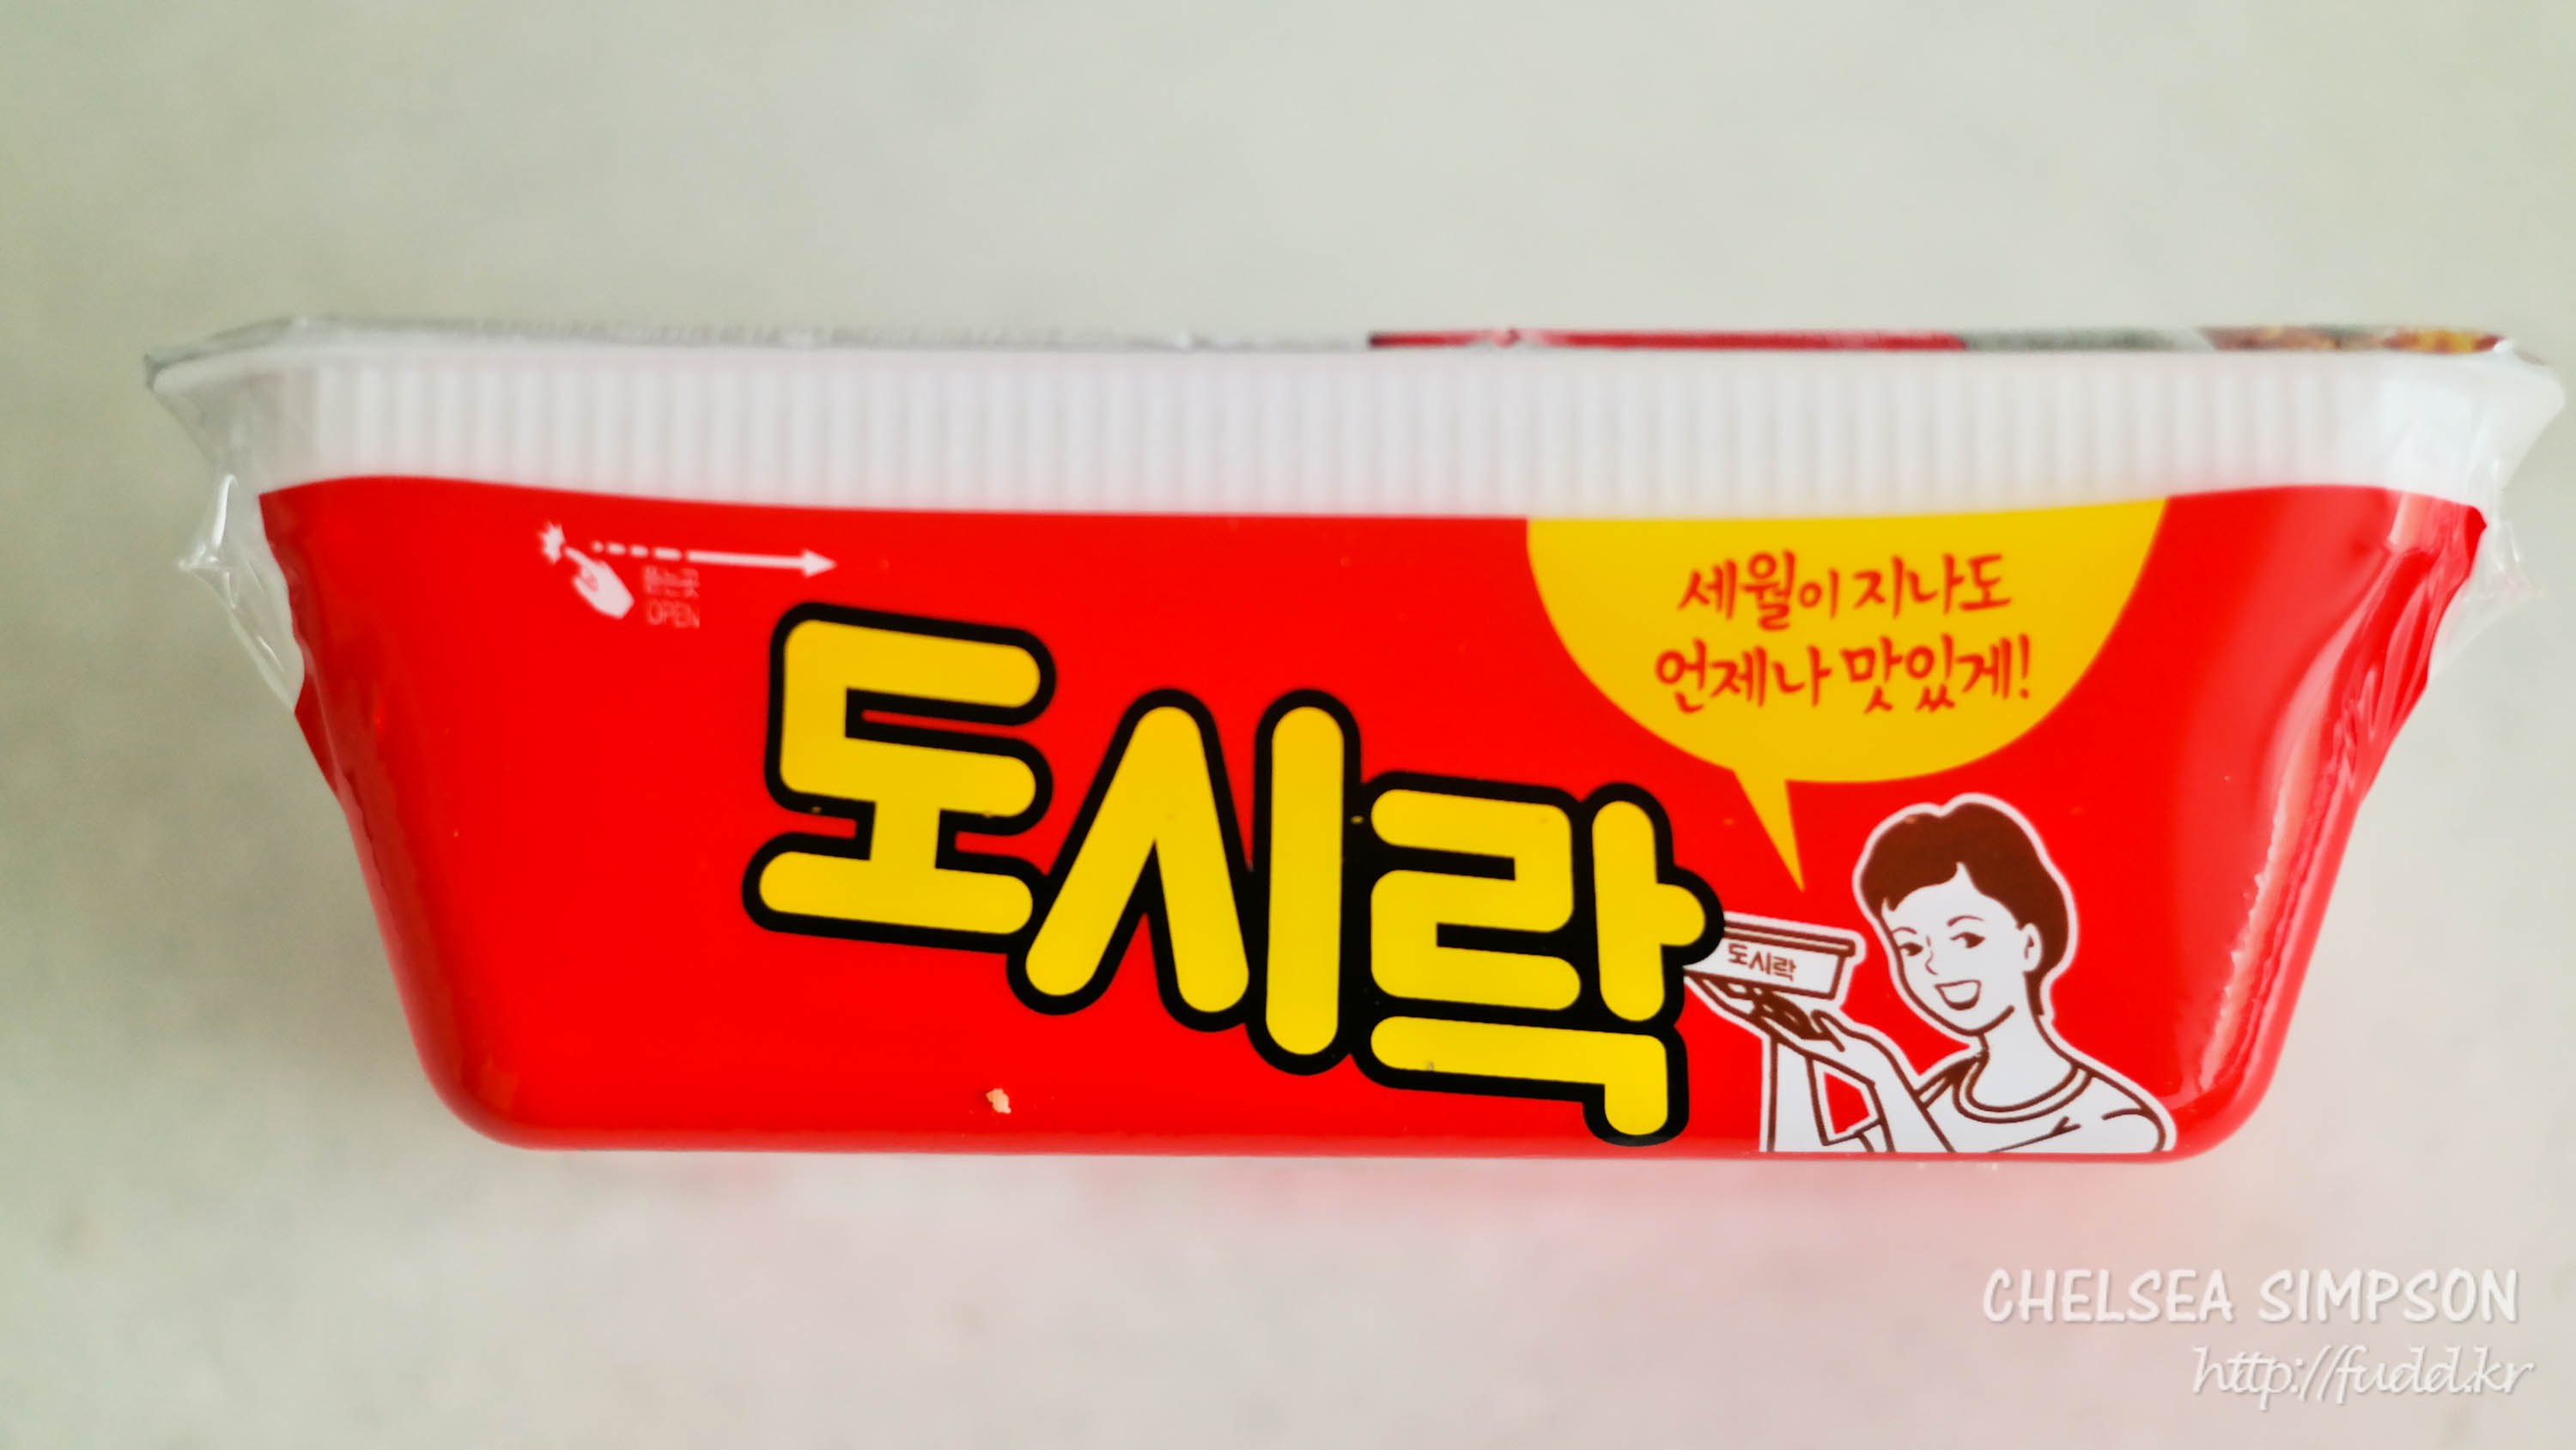 뜯는곳
OPEN
세월이 지나도
언제나 맛있게!
도시락
도시락
CHELSEA SIMPSON
http://fudd.kr